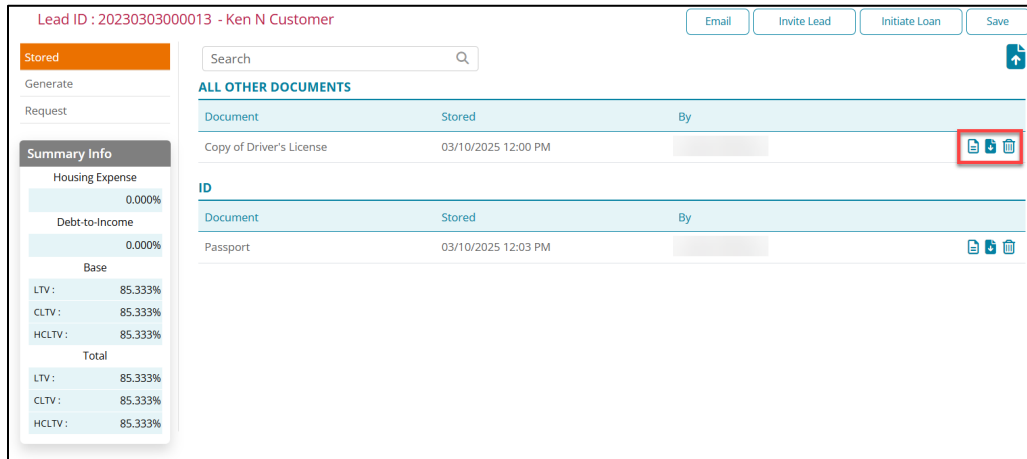 Lead ID : 20230303000013 - Ken N Customer
Email Invite Lead Initiate Loan Save
Stored
Generate
Request
Summary Info
Housing Expense
0.000%
Debt-to-Income
0.000%
Base
LTV : 85.333%
CLTV : 85.333%
HCLTV : 85.333%
Total
LTV : 85.333%
CLTV : 85.333%
HCLTV : 85.333%
Search
ALL OTHER DOCUMENTS
Document Stored By
Copy of Driver's License 03/10/2025 12:00 PM
ID
Document Stored By
Passport 03/10/2025 12:03 PM